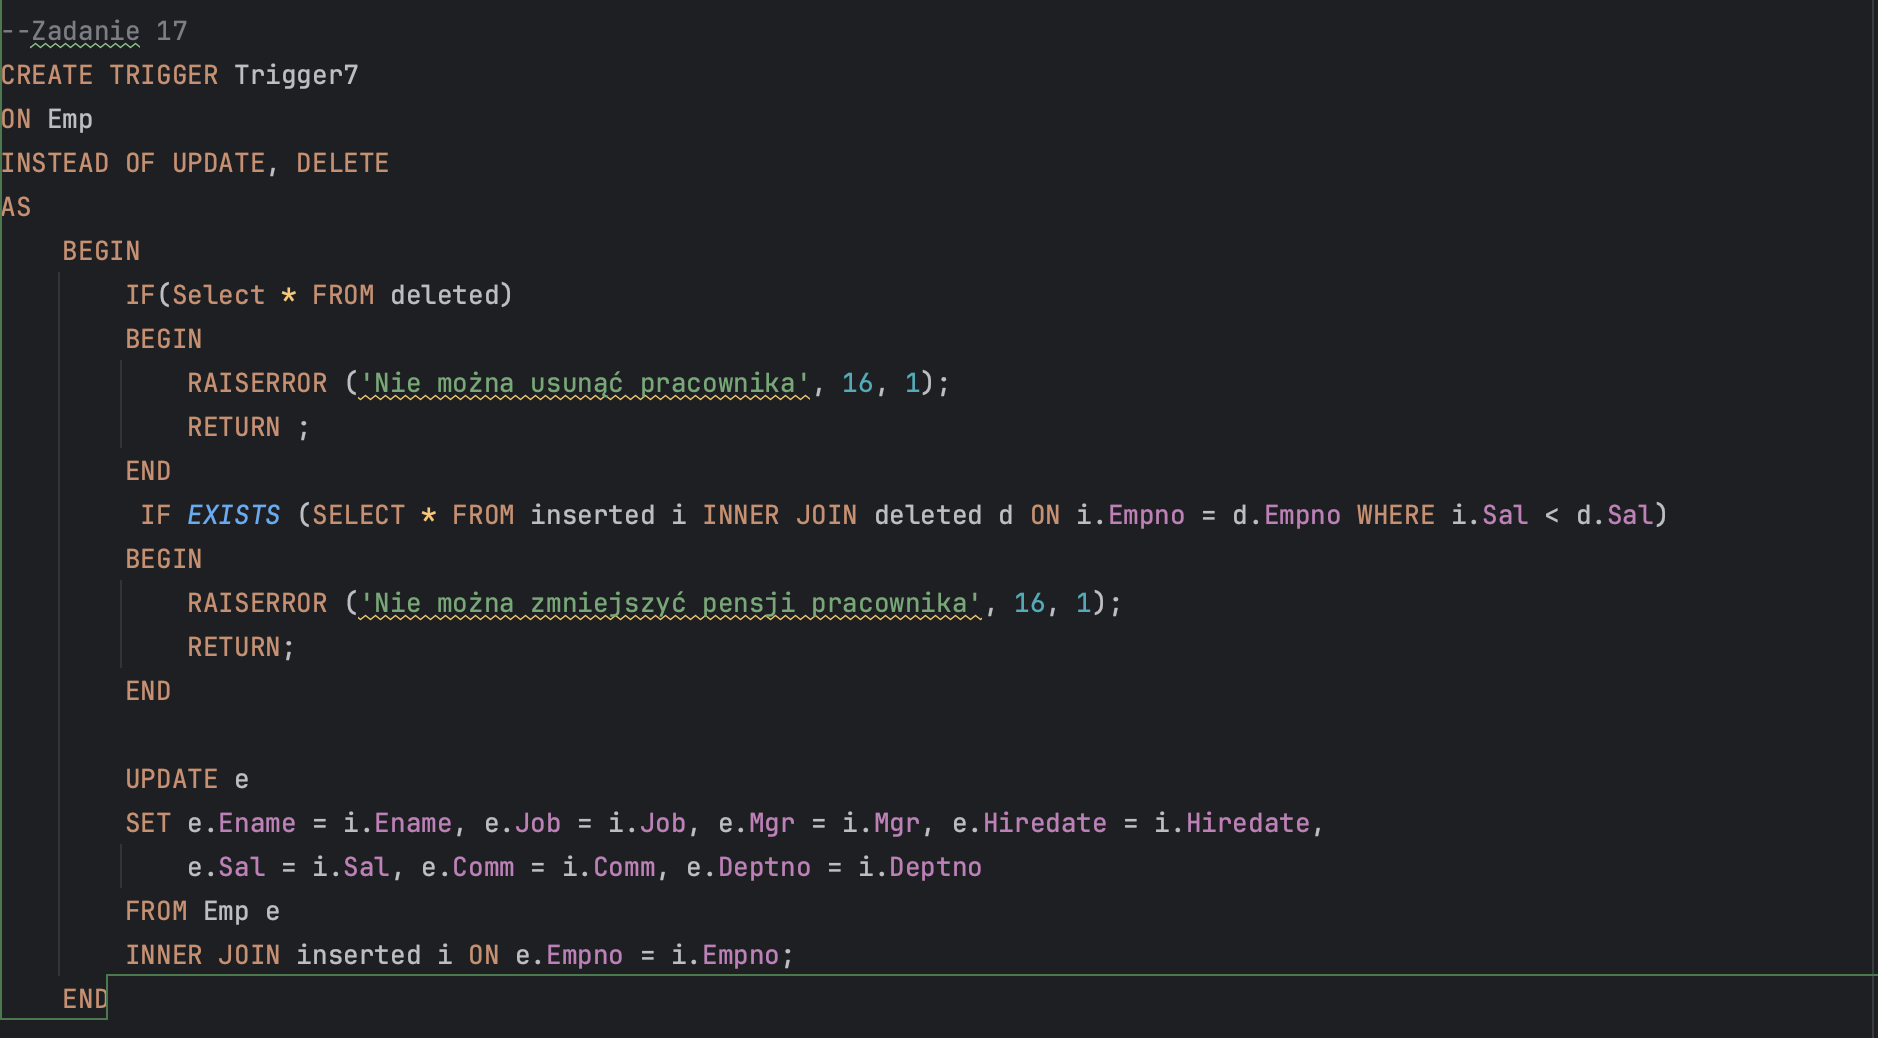 --Zadanie 17
CREATE TRIGGER Trigger7
ON Emp
INSTEAD OF UPDATE, DELETE
AS
    BEGIN
        IF(Select * FROM deleted)
        BEGIN
            RAISERROR ('Nie można usunąć pracownika', 16, 1);
            RETURN ;
        END
         IF EXISTS (SELECT * FROM inserted i INNER JOIN deleted d ON i.Empno = d.Empno WHERE i.Sal < d.Sal)
        BEGIN
            RAISERROR ('Nie można zmniejszyć pensji pracownika', 16, 1);
            RETURN;
        END

        UPDATE e
        SET e.Ename = i.Ename, e.Job = i.Job, e.Mgr = i.Mgr, e.Hiredate = i.Hiredate,
            e.Sal = i.Sal, e.Comm = i.Comm, e.Deptno = i.Deptno
        FROM Emp e
        INNER JOIN inserted i ON e.Empno = i.Empno;
    END